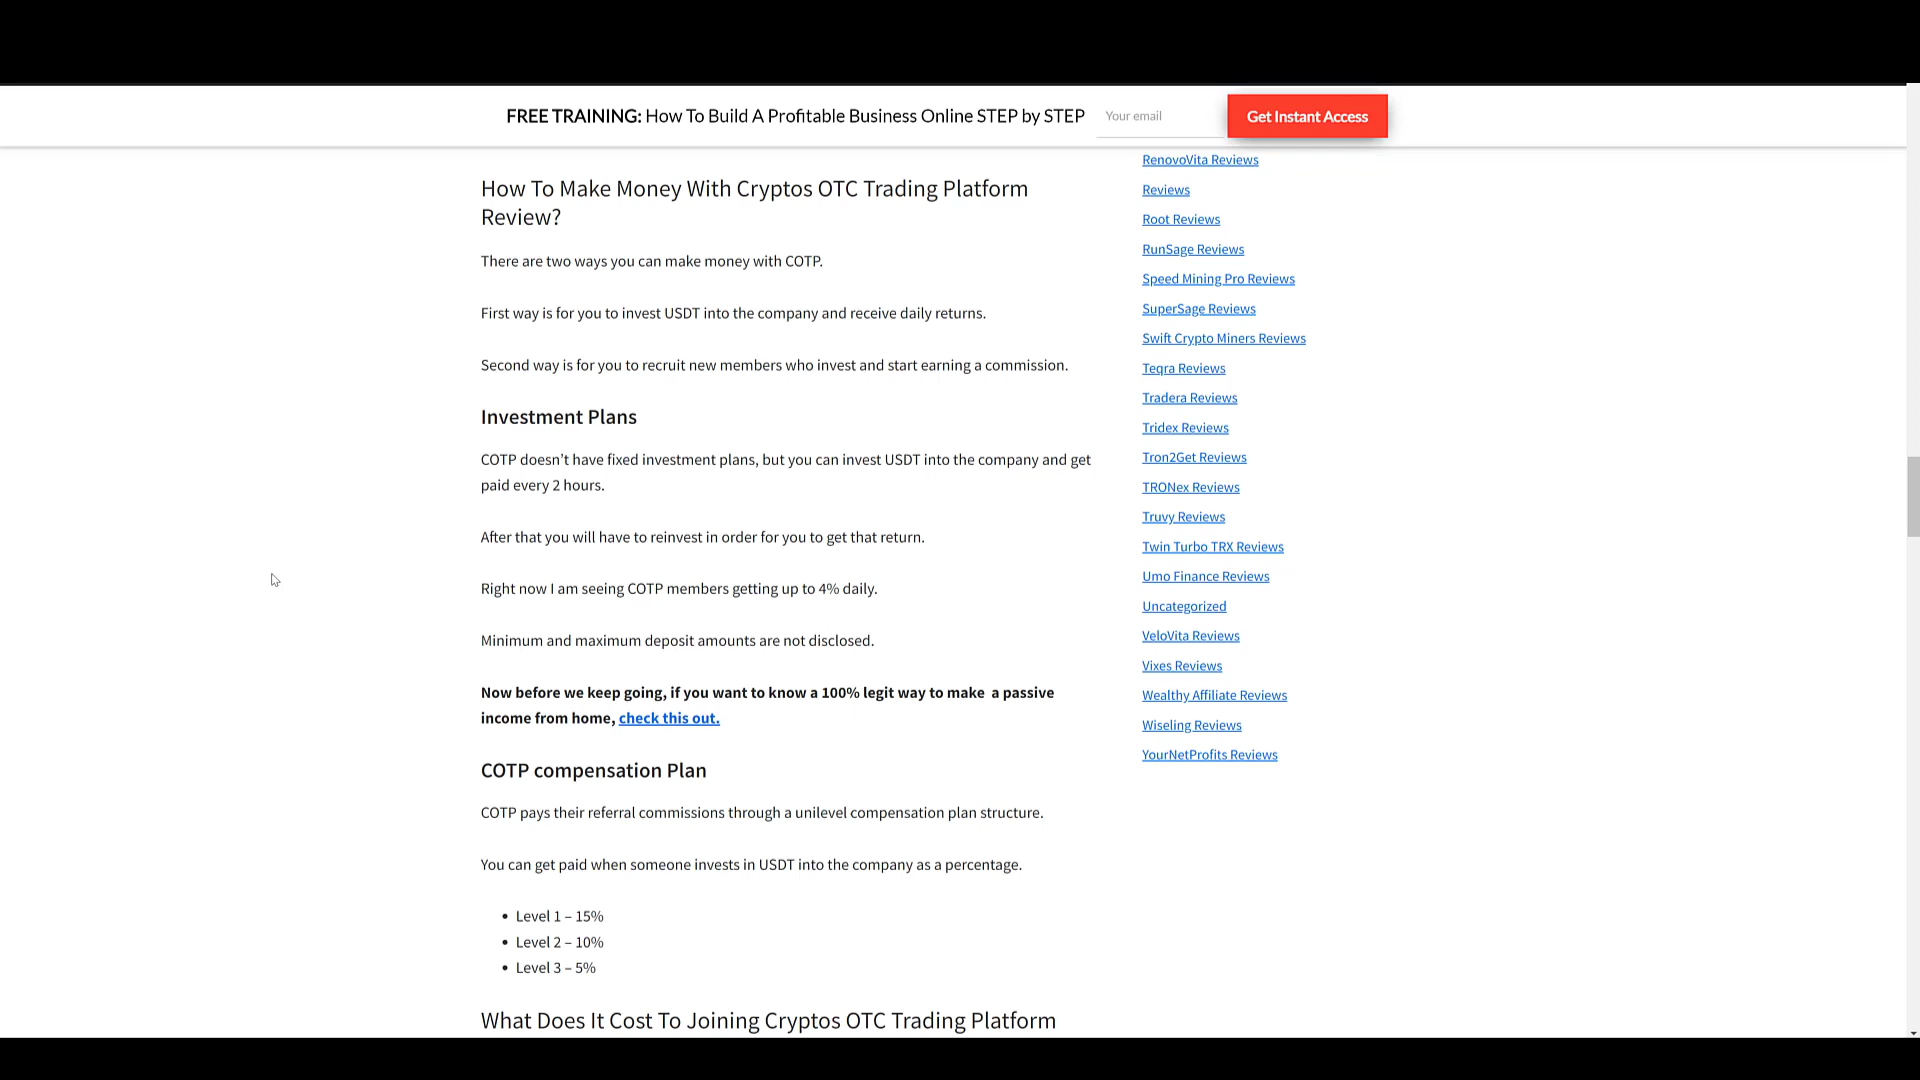 FREE TRAINING: How To Build A Profitable Business Online STEP by STEP
Your email
Get Instant Access
How To Make Money With Cryptos OTC Trading Platform
Review?
There are two ways you can make money with COTP.
First way is for you to invest USDT into the company and receive daily returns.
Second way is for you to recruit new members who invest and start earning a commission.
Investment Plans
COTP doesn’t have fixed investment plans, but you can invest USDT into the company and get
paid every 2 hours.
After that you will have to reinvest in order for you to get that return.
Right now I am seeing COTP members getting up to 4% daily.
Minimum and maximum deposit amounts are not disclosed.
Now before we keep going, if you want to know a 100% legit way to make  a passive
income from home, check this out.
COTP compensation Plan
COTP pays their referral commissions through a unilevel compensation plan structure.
You can get paid when someone invests in USDT into the company as a percentage.
• Level 1 – 15%
• Level 2 – 10%
• Level 3 – 5%
What Does It Cost To Joining Cryptos OTC Trading Platform
RenovoVita Reviews
Reviews
Root Reviews
RunSage Reviews
Speed Mining Pro Reviews
SuperSage Reviews
Swift Crypto Miners Reviews
Teqra Reviews
Tradera Reviews
Tridex Reviews
Tron2Get Reviews
TRONex Reviews
Truvy Reviews
Twin Turbo TRX Reviews
Umo Finance Reviews
Uncategorized
VeloVita Reviews
Vixes Reviews
Wealthy Affiliate Reviews
Wiseling Reviews
YourNetProfits Reviews